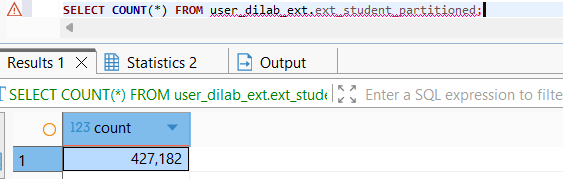 SELECT COUNT(*) FROM user_dilab_ext.ext_student_partitioned;
Results 1 Statistics 2 Output
SELECT COUNT(*) FROM user_dilab_ext.ext_stude Enter a SQL expression to filte
123 count
1 427,182